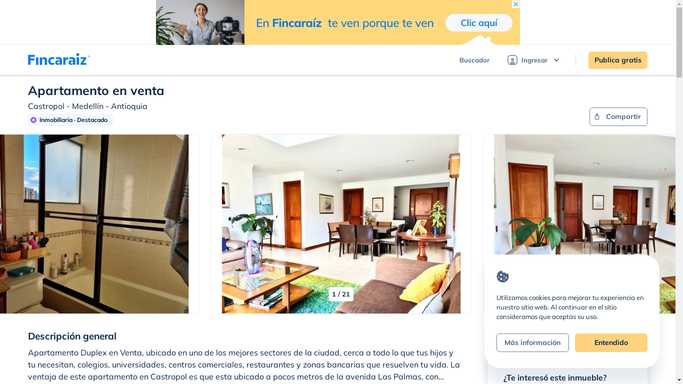 En Fincaraíz te ven porque te ven
Clic aquí
Fincaraíz
Buscador
Ingresar
Publica gratis
Apartamento en venta
Castropol - Medellín - Antioquia
Inmobiliaria · Destacado
Compartir
1 / 21
Utilizamos cookies para mejorar tu experiencia en
nuestro sitio web. Al continuar en el sitio
consideramos que aceptas su uso.
Más información
Entendido
Descripción general
Apartamento Duplex en Venta, ubicado en uno de los mejores sectores de la ciudad, cerca a todo lo que tus hijos y
tu necesitan, colegios, universidades, centros comerciales, restaurantes y zonas bancarias que resuelven tu vida. La
ventaja de este apartamento en Castropol es que esta ubicado a pocos metros de la avenida Las Palmas, con...
¿Te interesó este inmueble?